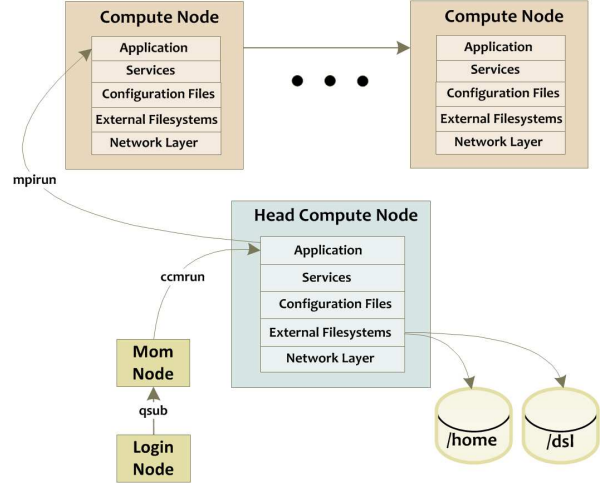 Compute Node
Application
Services
Configuration Files
External Filesystems
Network Layer
Compute Node
Application
Services
Configuration Files
External Filesystems
Network Layer
mpirun
Head Compute Node
Application
Services
Configuration Files
External Filesystems
Network Layer
ccmrun
Mom
Node
qsub
Login
Node
/home
/dsl